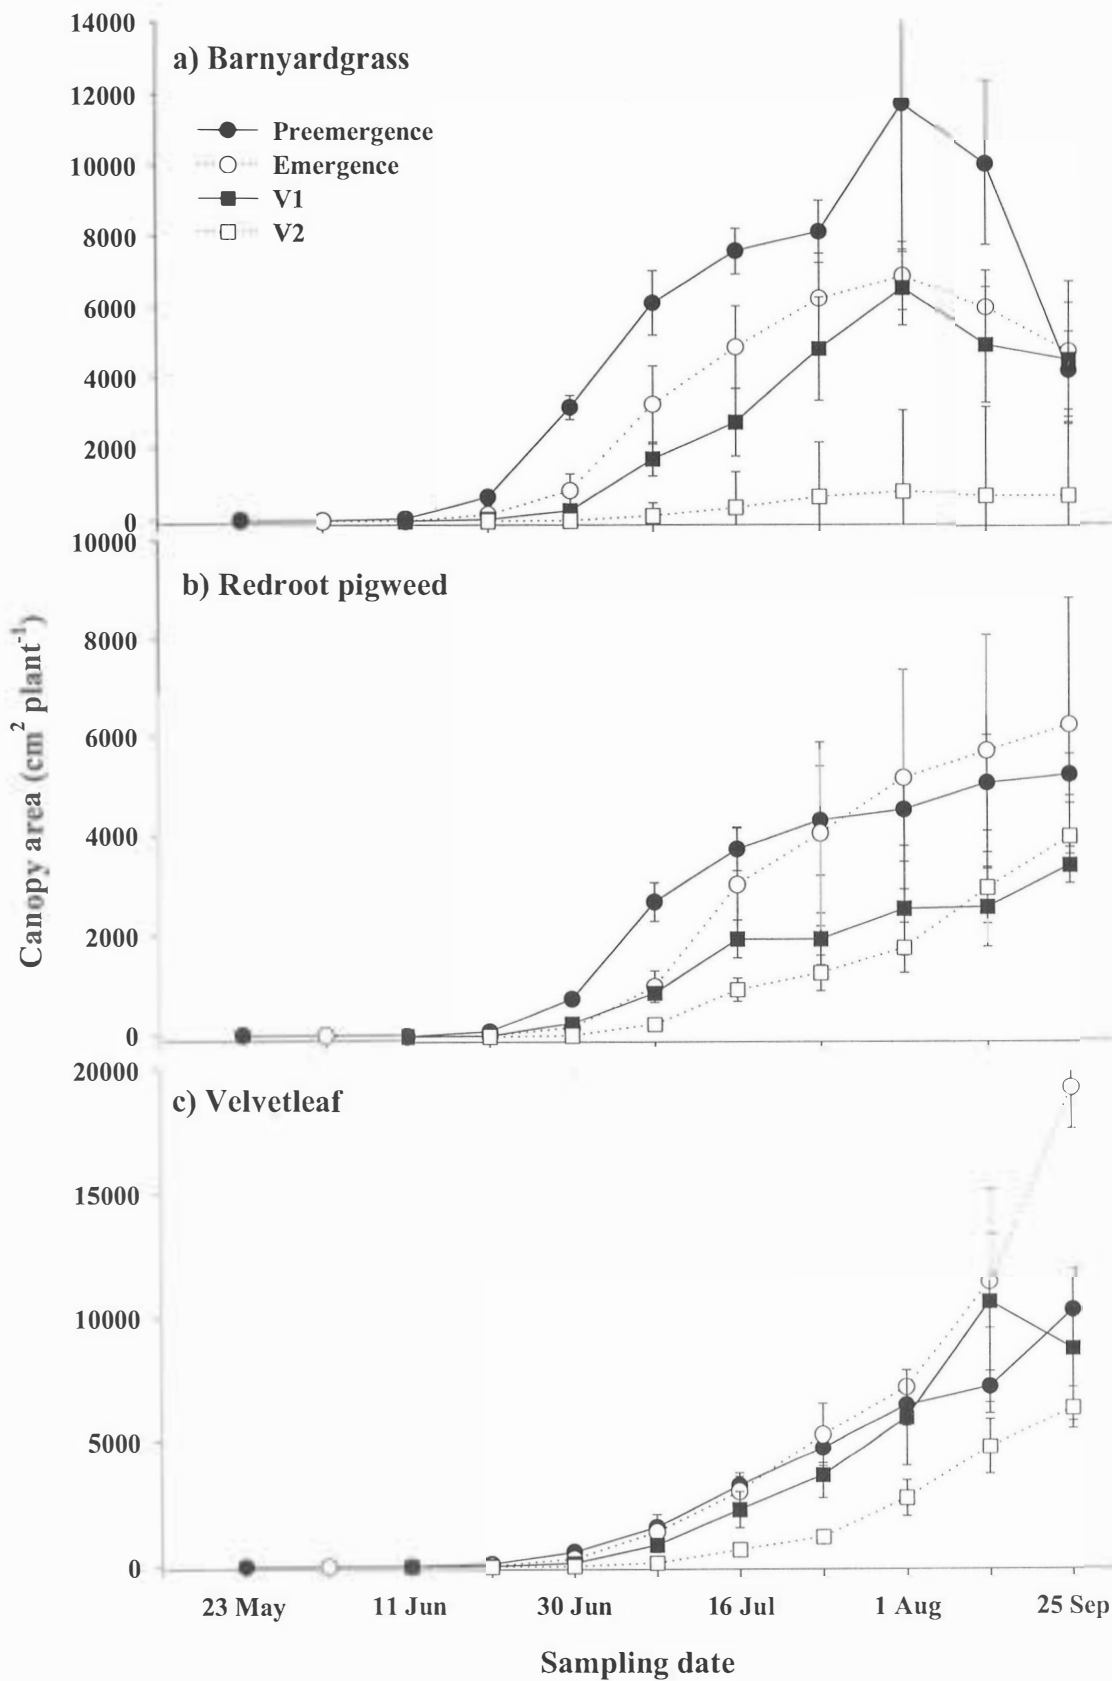 14000
a) Barnyardgrass
12000
Preemergence
10000
Emergence
V1
8000
V2
6000
4000
2000
0
10000
b) Redroot pigweed
8000
6000
4000
2000
0
Canopy area (cm² plant⁻¹)
20000
c) Velvetleaf
15000
10000
5000
0
23 May 11 Jun 30 Jun 16 Jul 1 Aug 25 Sep
Sampling date